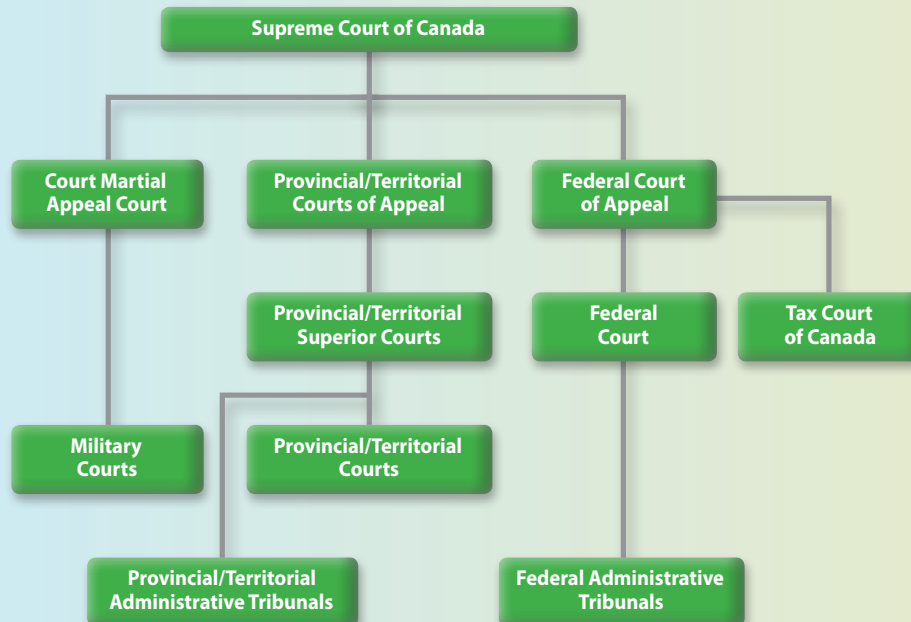 Supreme Court of Canada
Court Martial
Appeal Court
Provincial/Territorial
Courts of Appeal
Federal Court
of Appeal
Provincial/Territorial
Superior Courts
Federal
Court
Tax Court
of Canada
Military
Courts
Provincial/Territorial
Courts
Provincial/Territorial
Administrative Tribunals
Federal Administrative
Tribunals